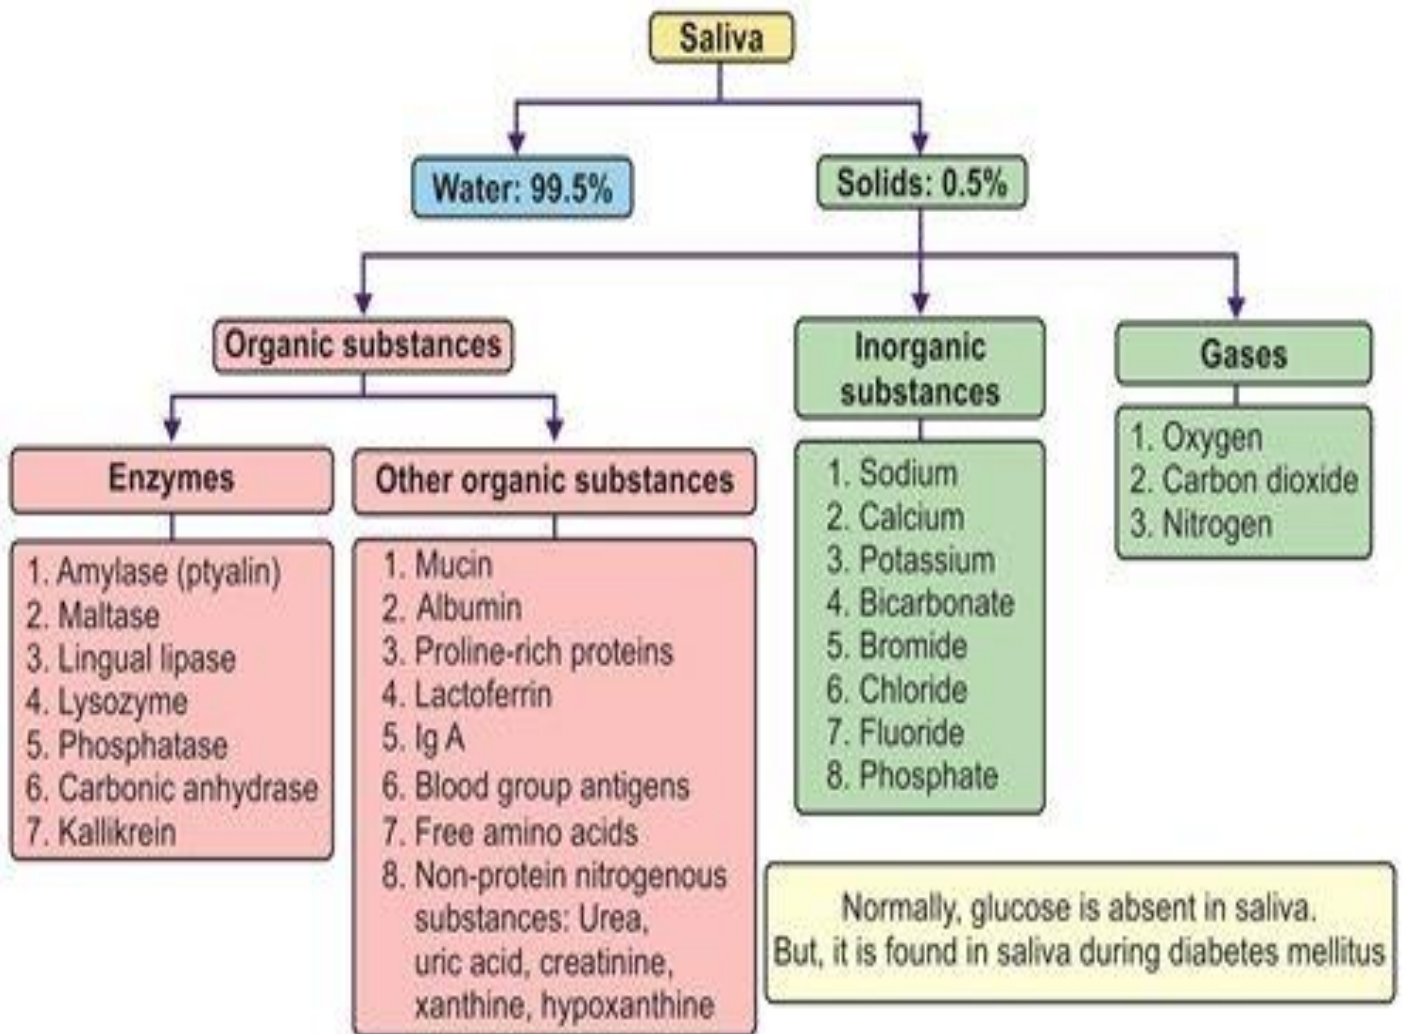 Saliva
Water: 99.5%
Solids: 0.5%
Organic substances
Inorganic
substances
Gases
Enzymes
Other organic substances
1. Amylase (ptyalin)
2. Maltase
3. Lingual lipase
4. Lysozyme
5. Phosphatase
6. Carbonic anhydrase
7. Kallikrein
1. Mucin
2. Albumin
3. Proline-rich proteins
4. Lactoferrin
5. Ig A
6. Blood group antigens
7. Free amino acids
8. Non-protein nitrogenous
substances: Urea,
uric acid, creatinine,
xanthine, hypoxanthine
1. Sodium
2. Calcium
3. Potassium
4. Bicarbonate
5. Bromide
6. Chloride
7. Fluoride
8. Phosphate
1. Oxygen
2. Carbon dioxide
3. Nitrogen
Normally, glucose is absent in saliva.
But, it is found in saliva during diabetes mellitus